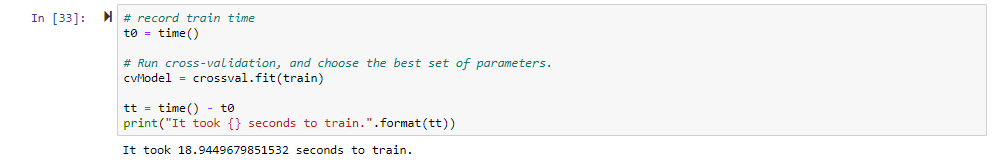 In [33]:
# record train time
t0 = time()
# Run cross-validation, and choose the best set of parameters.
cvModel = crossval.fit(train)
tt = time() - t0
print("It took {} seconds to train.".format(tt))
It took 18.9449679851532 seconds to train.